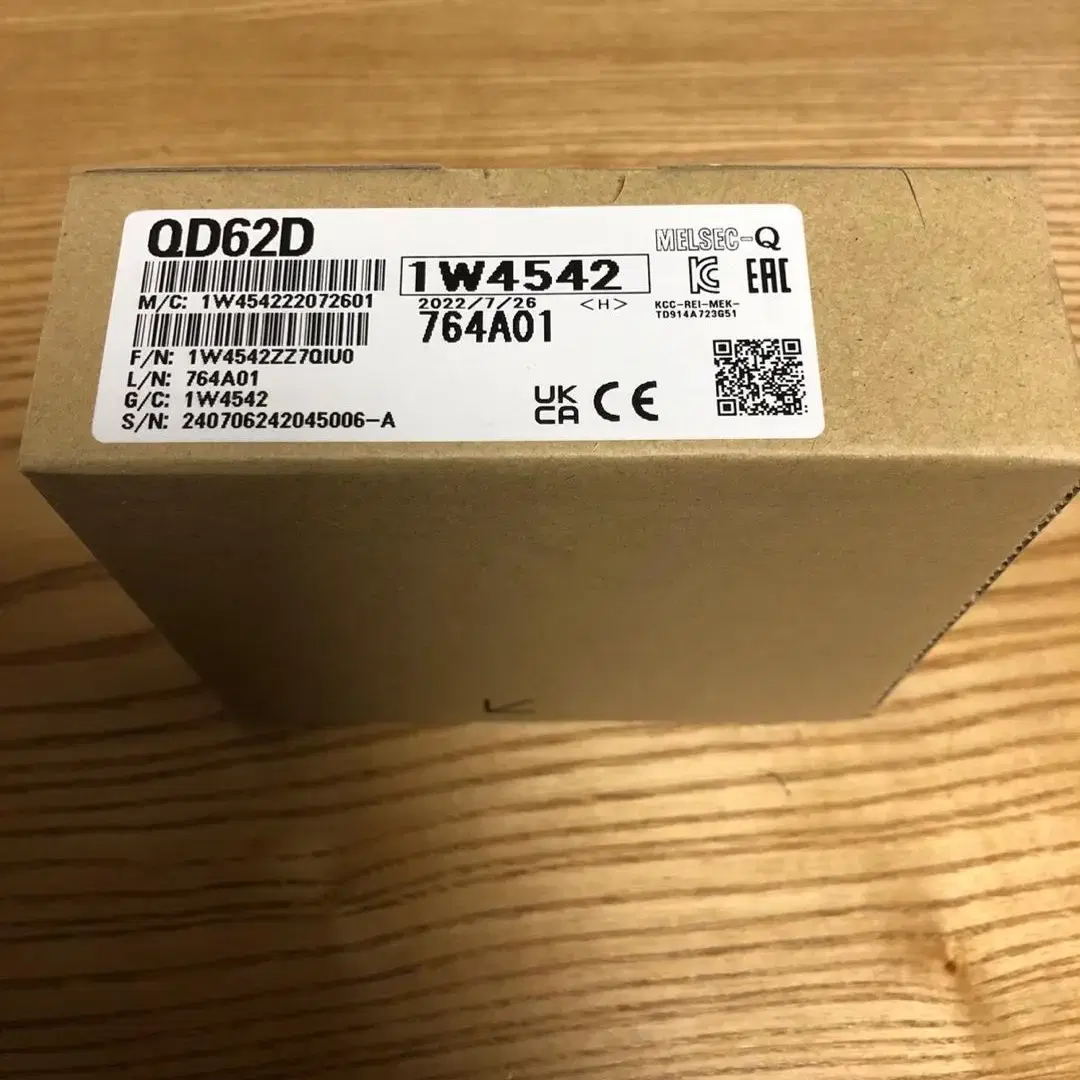 QD62D
MELSEC-Q
1W4542
M/C: 1W454222072601
2022/7/26 <H>
764A01
KCC-REI-MEK-
TD914A723G51
F/N: 1W4542ZZ7QIU0
L/N: 764A01
G/C: 1W4542
S/N: 240706242045006-A
UK
CA CE
EAC